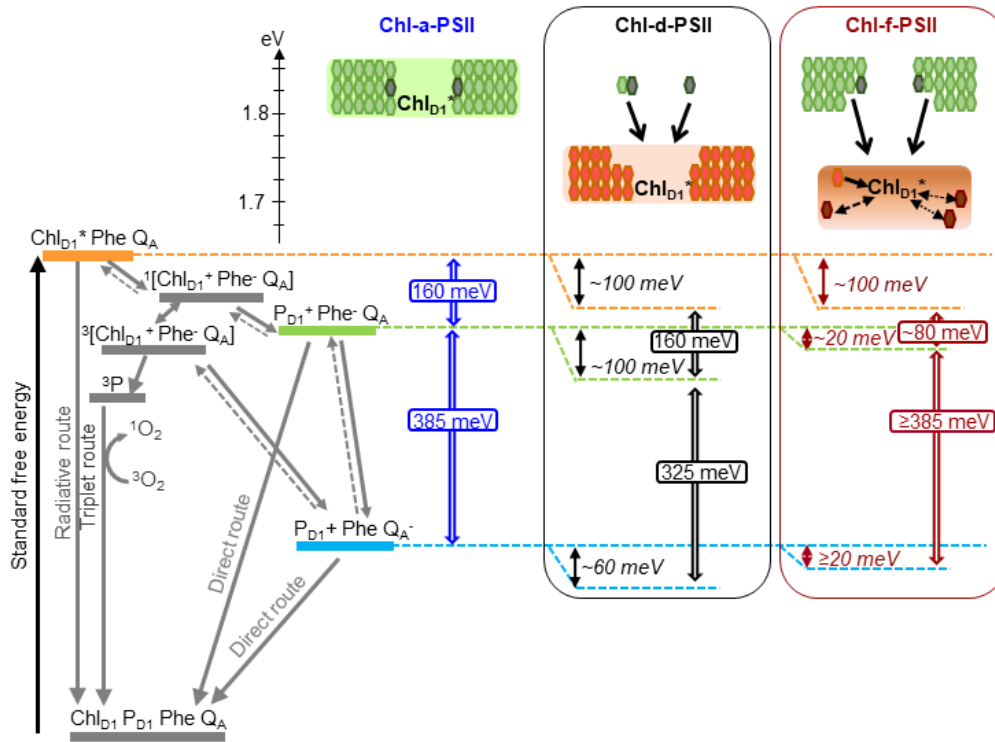 Chl-a-PSII
Chl-d-PSII
Chl-f-PSII
eV
1.8
1.7
ChlD1*
ChlD1*
ChlD1*
Standard free energy
ChlD1* Phe QA
1[ChlD1+ Phe- QA]
PD1+ Phe- QA
3[ChlD1+ Phe- QA]
3P
1O2
3O2
Radiative route
Triplet route
Direct route
Direct route
PD1+ Phe QA-
ChlD1 PD1 Phe QA
160 meV
385 meV
~100 meV
~100 meV
160 meV
325 meV
~60 meV
~100 meV
~20 meV
~80 meV
≥385 meV
≥20 meV